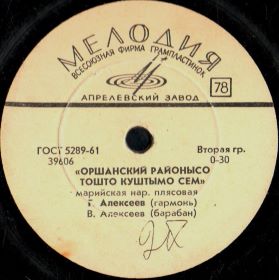 МЕЛОДИЯ
ВСЕСОЮЗНАЯ ФИРМА ГРАМПЛАСТИНОК
АПРЕЛЕВСКИЙ ЗАВОД
78
ГОСТ 5289-61
39606
Вторая гр.
0-30
«ОРШАНСКИЙ РАЙОНЫСО
ТОШТО КУШТЫМО СЕМ»
марийская нар. плясовая
Алексеев (гармонь)
В. Алексеев (барабан)